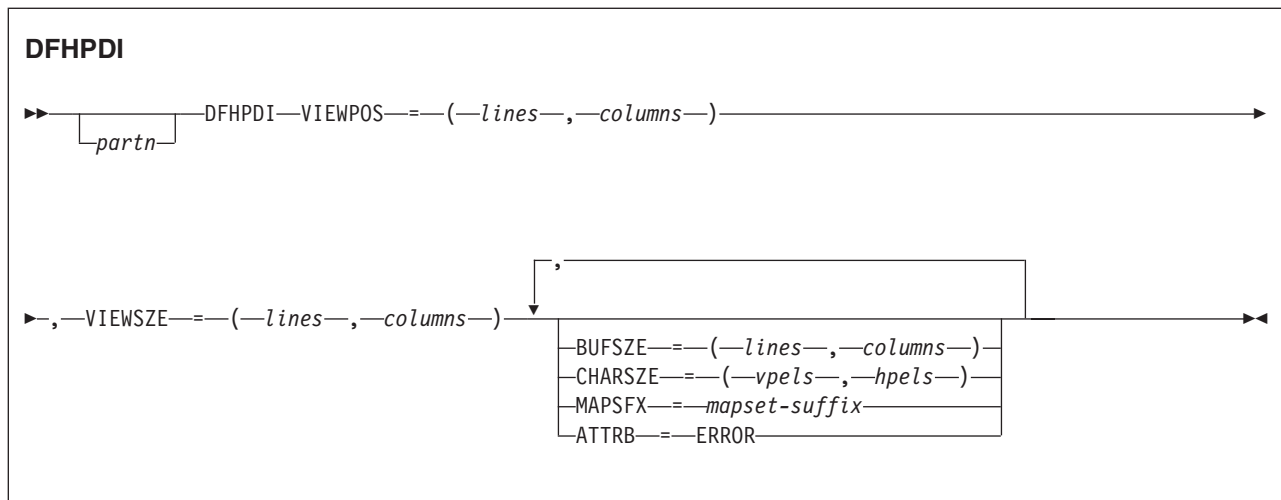 DFHPDI
DFHPDI VIEWPOS = ( lines , columns )
partn
,
, VIEWSZE = ( lines , columns )
BUFSZE = ( lines , columns )
CHARSZE = ( vpels , hpels )
MAPSFX = mapset-suffix
ATTRB = ERROR